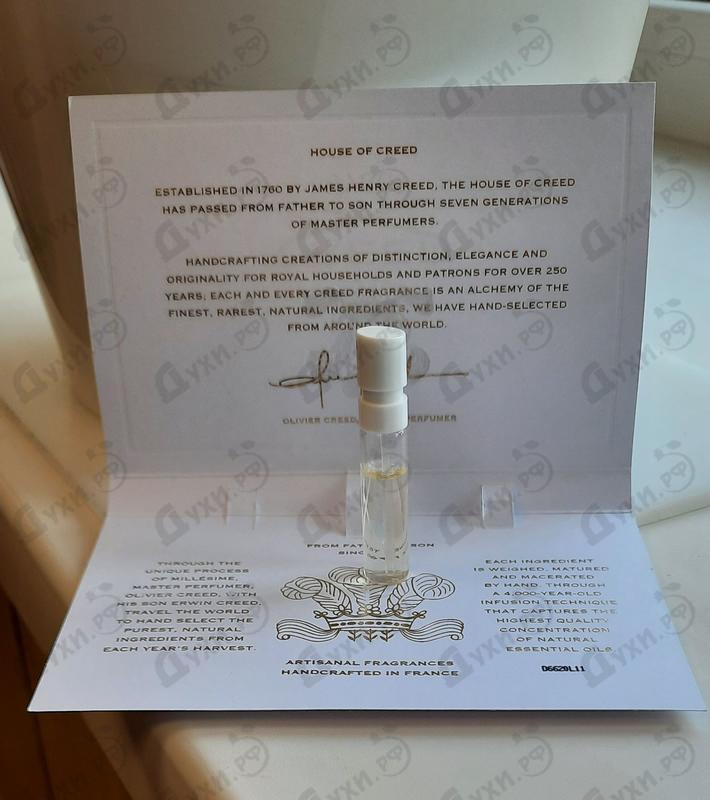 HOUSE OF CREED
ESTABLISHED IN 1760 BY JAMES HENRY CREED, THE HOUSE OF CREED
HAS PASSED FROM FATHER TO SON THROUGH SEVEN GENERATIONS
OF MASTER PERFUMERS.
HANDCRAFTING CREATIONS OF DISTINCTION, ELEGANCE AND
ORIGINALITY FOR ROYAL HOUSEHOLDS AND PATRONS FOR OVER 250
YEARS, EACH AND EVERY CREED FRAGRANCE IS AN ALCHEMY OF THE
FINEST, RAREST, NATURAL INGREDIENTS, WE HAVE HAND-SELECTED
FROM AROUND THE WORLD.
OLIVIER CREED, PERFUMER
FROM SON
THROUGH THE
UNIQUE PROCESS
OF MILLÉSIME,
MASTER PERFUMER,
OLIVIER CREED, WITH
HIS SON ERWIN CREED,
TRAVEL THE WORLD
TO HAND SELECT THE
PUREST, NATURAL
INGREDIENTS FROM
EACH YEAR'S HARVEST.
ARTISANAL FRAGRANCES
HANDCRAFTED IN FRANCE
EACH INGREDIENT
IS WEIGHED, MATURED
AND MACERATED
BY HAND, THROUGH
A 4,000-YEAR-OLD
INFUSION TECHNIQUE
THAT CAPTURES THE
HIGHEST QUALITY
CONCENTRATION
OF NATURAL
ESSENTIAL OILS.
D6620L11
Духи.рф